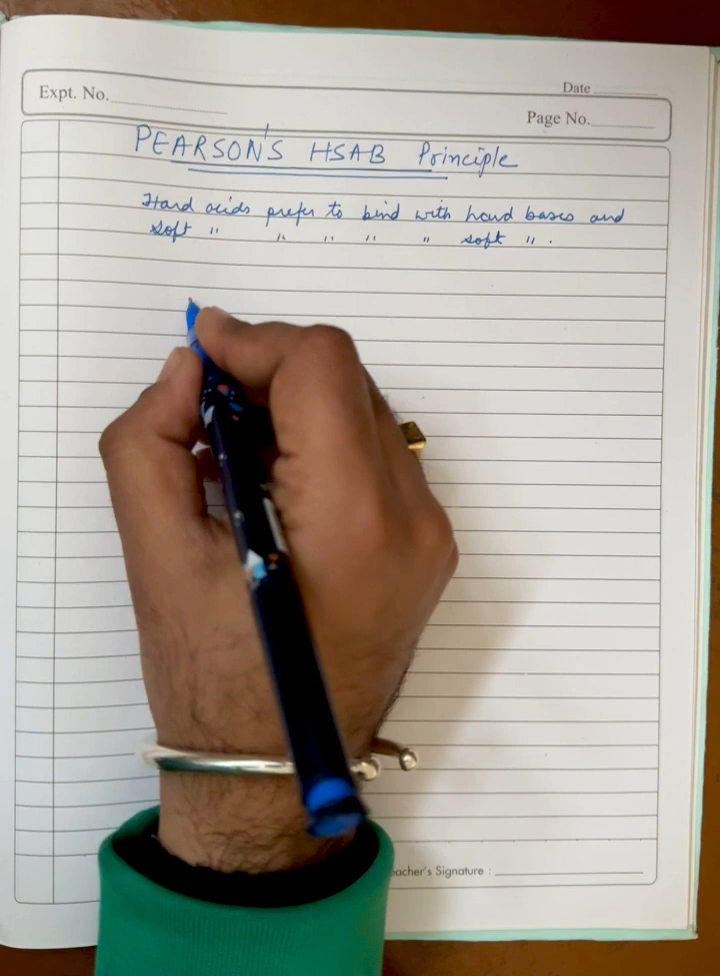 Expt. No.
Date
Page No.
PEARSON'S HSAB Principle
Hard acids prefer to bind with hard bases and
soft " " " " " soft " .
eacher's Signature :